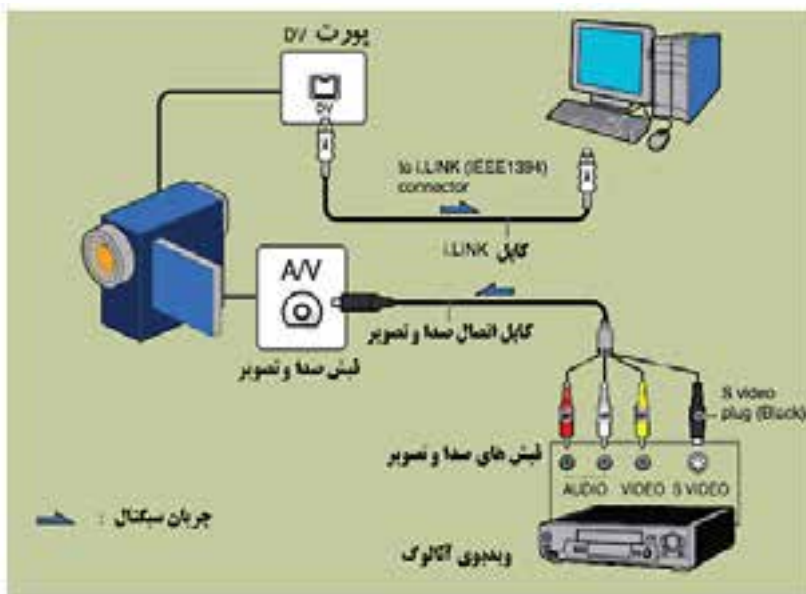 پورت DV
DV
to i.LINK (IEEE1394)
connector
کابل i.LINK
A/V
کابل اتصال صدا و تصویر
فیش صدا و تصویر
S video
plug (Black)
فیش های صدا و تصویر
AUDIO VIDEO S VIDEO
جریان سیگنال :
ویدیوی آنالوگ